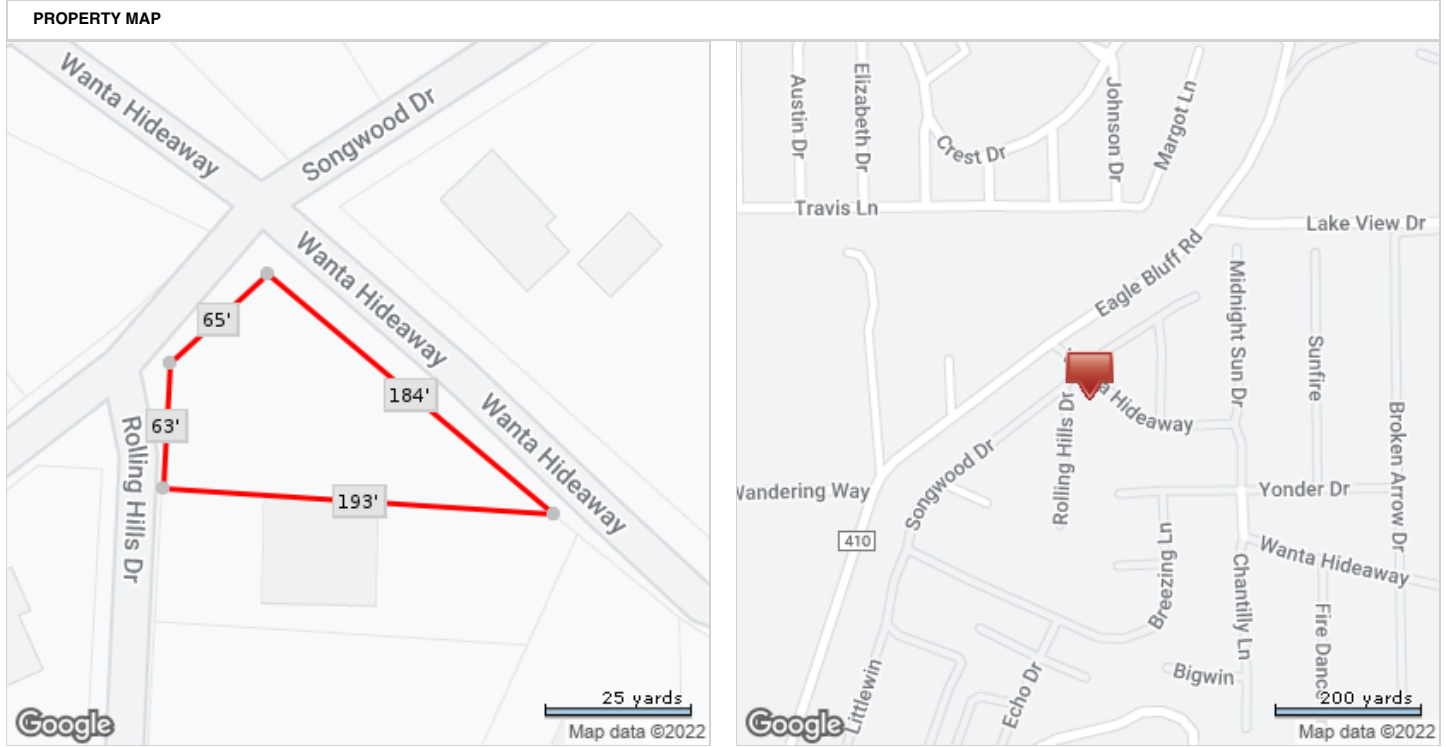 PROPERTY MAP
Wanta Hideaway
Songwood Dr
Wanta Hideaway
65'
184'
63'
Wanta Hideaway
Rolling Hills Dr
193'
25 yards
Google
Map data ©2022
Austin Dr
Elizabeth Dr
Johnson Dr
Margot Ln
Crest Dr
Travis Ln
Lake View Dr
Eagle Bluff Rd
Midnight Sun Dr
Sunfire
a Hideaway
Rolling Hills Dr
Broken Arrow Dr
Songwood Dr
Wandering Way
Yonder Dr
410
Breezing Ln
Wanta Hideaway
Chantilly Ln
Fire Danc
Bigwin
Echo Dr
Littlewin
200 yards
Google
Map data ©2022